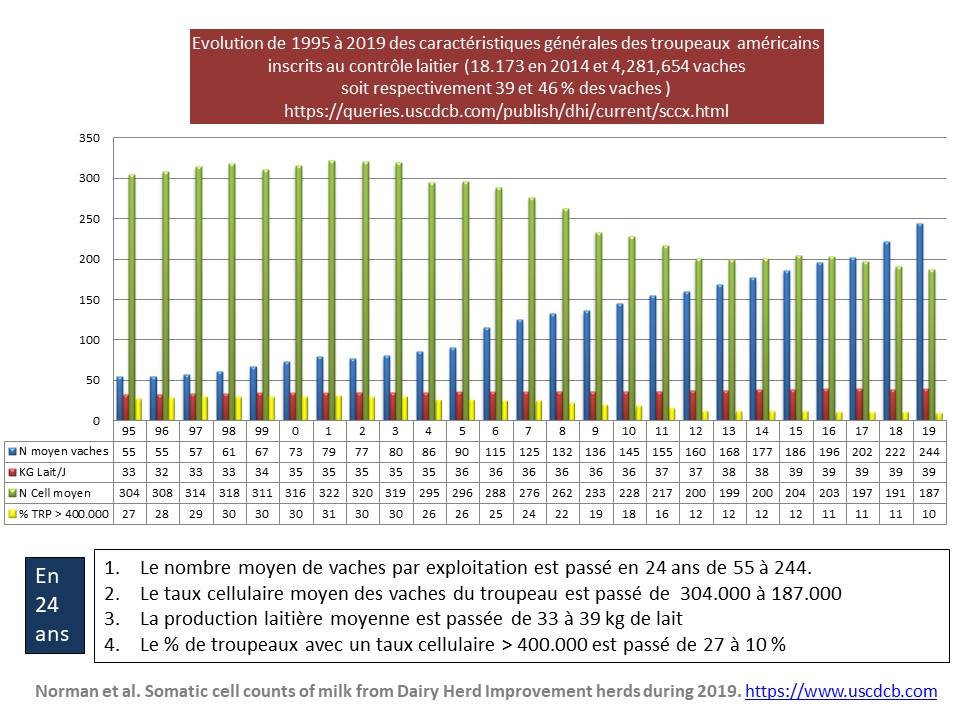 Evolution de 1995 à 2019 des caractéristiques générales des troupeaux américains
inscrits au contrôle laitier (18.173 en 2014 et 4,281,654 vaches
soit respectivement 39 et 46 % des vaches )
https://queries.uscdcb.com/publish/dhi/current/sccx.html
350
300
250
200
150
100
50
0
95 96 97 98 99 0 1 2 3 4 5 6 7 8 9 10 11 12 13 14 15 16 17 18 19
N moyen vaches 55 55 57 61 67 73 79 77 80 86 90 115 125 132 136 145 155 160 168 177 186 196 202 222 244
KG Lait/J 33 32 33 33 34 35 35 35 35 35 36 36 36 36 36 36 37 37 38 38 39 39 39 39 39
N Cell moyen 304 308 314 318 311 316 322 320 319 295 296 288 276 262 233 228 217 200 199 200 204 203 197 191 187
% TRP > 400.000 27 28 29 30 30 30 31 30 30 26 26 25 24 22 19 18 16 12 12 12 12 11 11 11 10
En
24
ans
1. Le nombre moyen de vaches par exploitation est passé en 24 ans de 55 à 244.
2. Le taux cellulaire moyen des vaches du troupeau est passé de 304.000 à 187.000
3. La production laitière moyenne est passée de 33 à 39 kg de lait
4. Le % de troupeaux avec un taux cellulaire > 400.000 est passé de 27 à 10 %
Norman et al. Somatic cell counts of milk from Dairy Herd Improvement herds during 2019. https://www.uscdcb.com